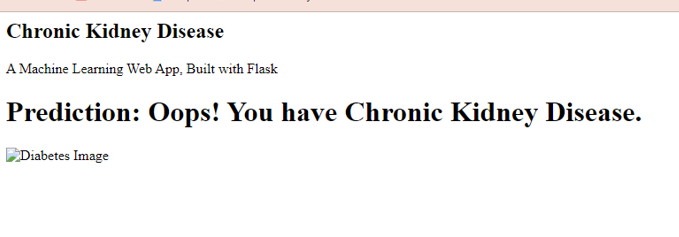 Chronic Kidney Disease
A Machine Learning Web App, Built with Flask
Prediction: Oops! You have Chronic Kidney Disease.
Diabetes Image